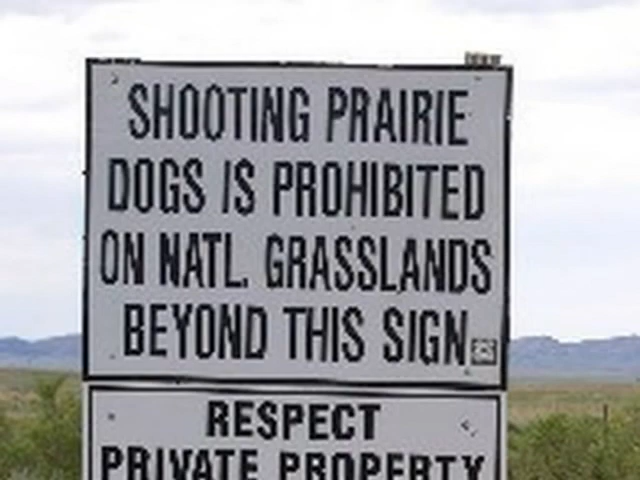 SHOOTING PRAIRIE
DOGS IS PROHIBITED
ON NATL. GRASSLANDS
BEYOND THIS SIGN
RESPECT
PRIVATE PROPERTY